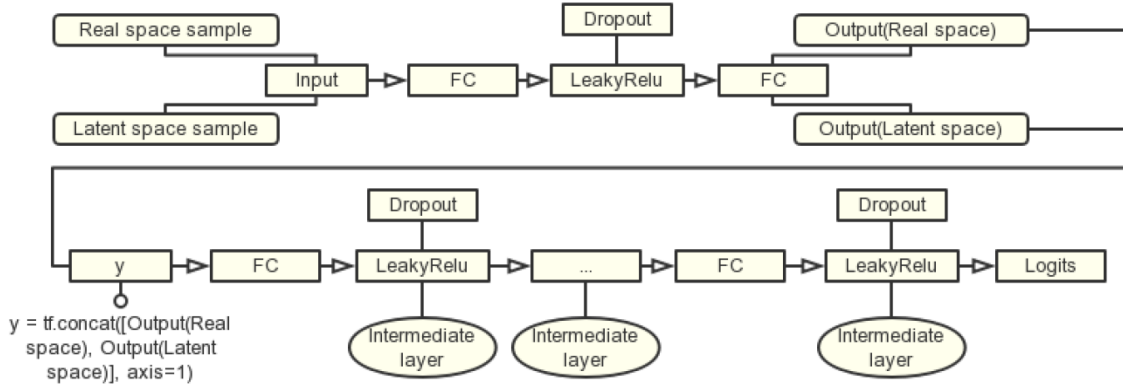 Real space sample
Dropout
Output(Real space)
Input
FC
LeakyRelu
FC
Latent space sample
Output(Latent space)
Dropout
Dropout
y
FC
LeakyRelu
...
FC
LeakyRelu
Logits
y = tf.concat([Output(Real
space), Output(Latent
space)], axis=1)
Intermediate
layer
Intermediate
layer
Intermediate
layer